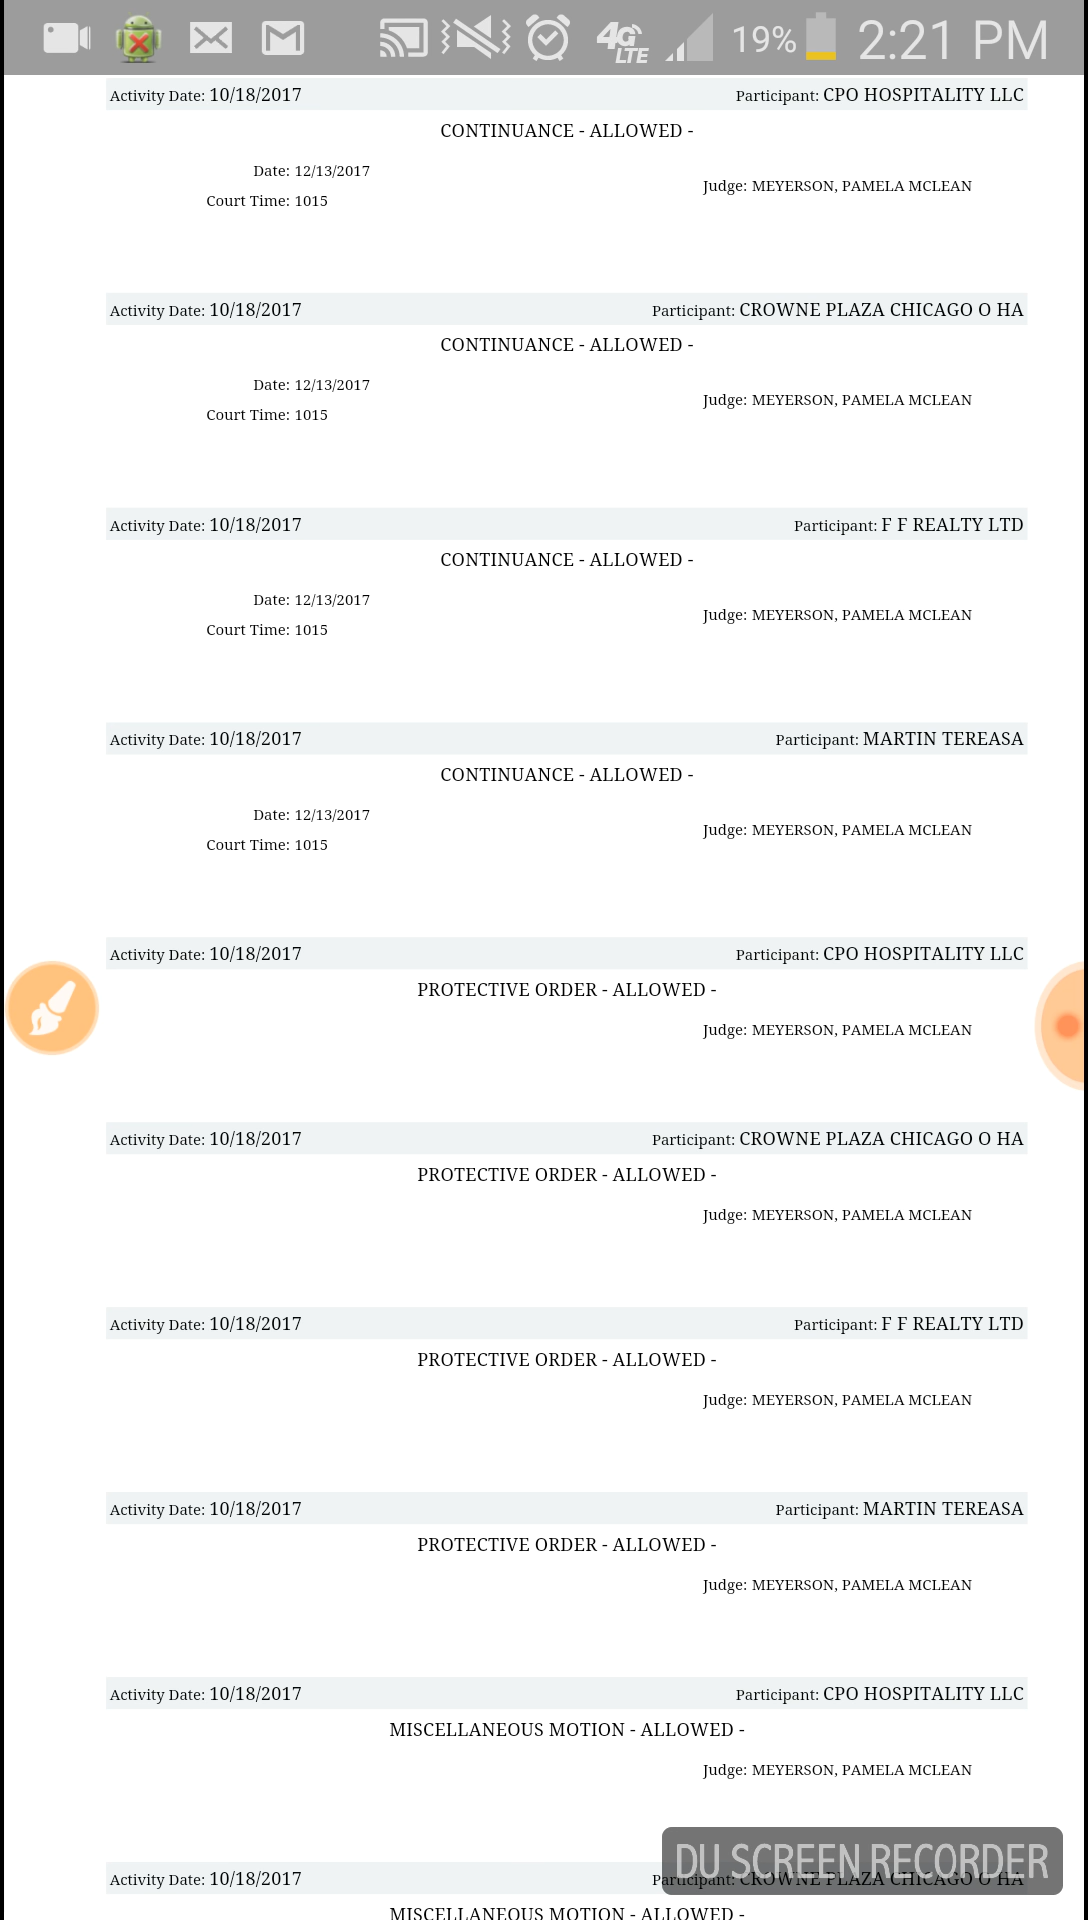 4G LTE 19% 2:21 PM
Activity Date: 10/18/2017 Participant: CPO HOSPITALITY LLC
CONTINUANCE - ALLOWED -
Date: 12/13/2017
Judge: MEYERSON, PAMELA MCLEAN
Court Time: 1015
Activity Date: 10/18/2017 Participant: CROWNE PLAZA CHICAGO O HA
CONTINUANCE - ALLOWED -
Date: 12/13/2017
Judge: MEYERSON, PAMELA MCLEAN
Court Time: 1015
Activity Date: 10/18/2017 Participant: F F REALTY LTD
CONTINUANCE - ALLOWED -
Date: 12/13/2017
Judge: MEYERSON, PAMELA MCLEAN
Court Time: 1015
Activity Date: 10/18/2017 Participant: MARTIN TEREASA
CONTINUANCE - ALLOWED -
Date: 12/13/2017
Judge: MEYERSON, PAMELA MCLEAN
Court Time: 1015
Activity Date: 10/18/2017 Participant: CPO HOSPITALITY LLC
PROTECTIVE ORDER - ALLOWED -
Judge: MEYERSON, PAMELA MCLEAN
Activity Date: 10/18/2017 Participant: CROWNE PLAZA CHICAGO O HA
PROTECTIVE ORDER - ALLOWED -
Judge: MEYERSON, PAMELA MCLEAN
Activity Date: 10/18/2017 Participant: F F REALTY LTD
PROTECTIVE ORDER - ALLOWED -
Judge: MEYERSON, PAMELA MCLEAN
Activity Date: 10/18/2017 Participant: MARTIN TEREASA
PROTECTIVE ORDER - ALLOWED -
Judge: MEYERSON, PAMELA MCLEAN
Activity Date: 10/18/2017 Participant: CPO HOSPITALITY LLC
MISCELLANEOUS MOTION - ALLOWED -
Judge: MEYERSON, PAMELA MCLEAN
DU SCREEN RECORDER
Activity Date: 10/18/2017 Participant: CROWNE PLAZA CHICAGO O HA
MISCELLANEOUS MOTION - ALLOWED -